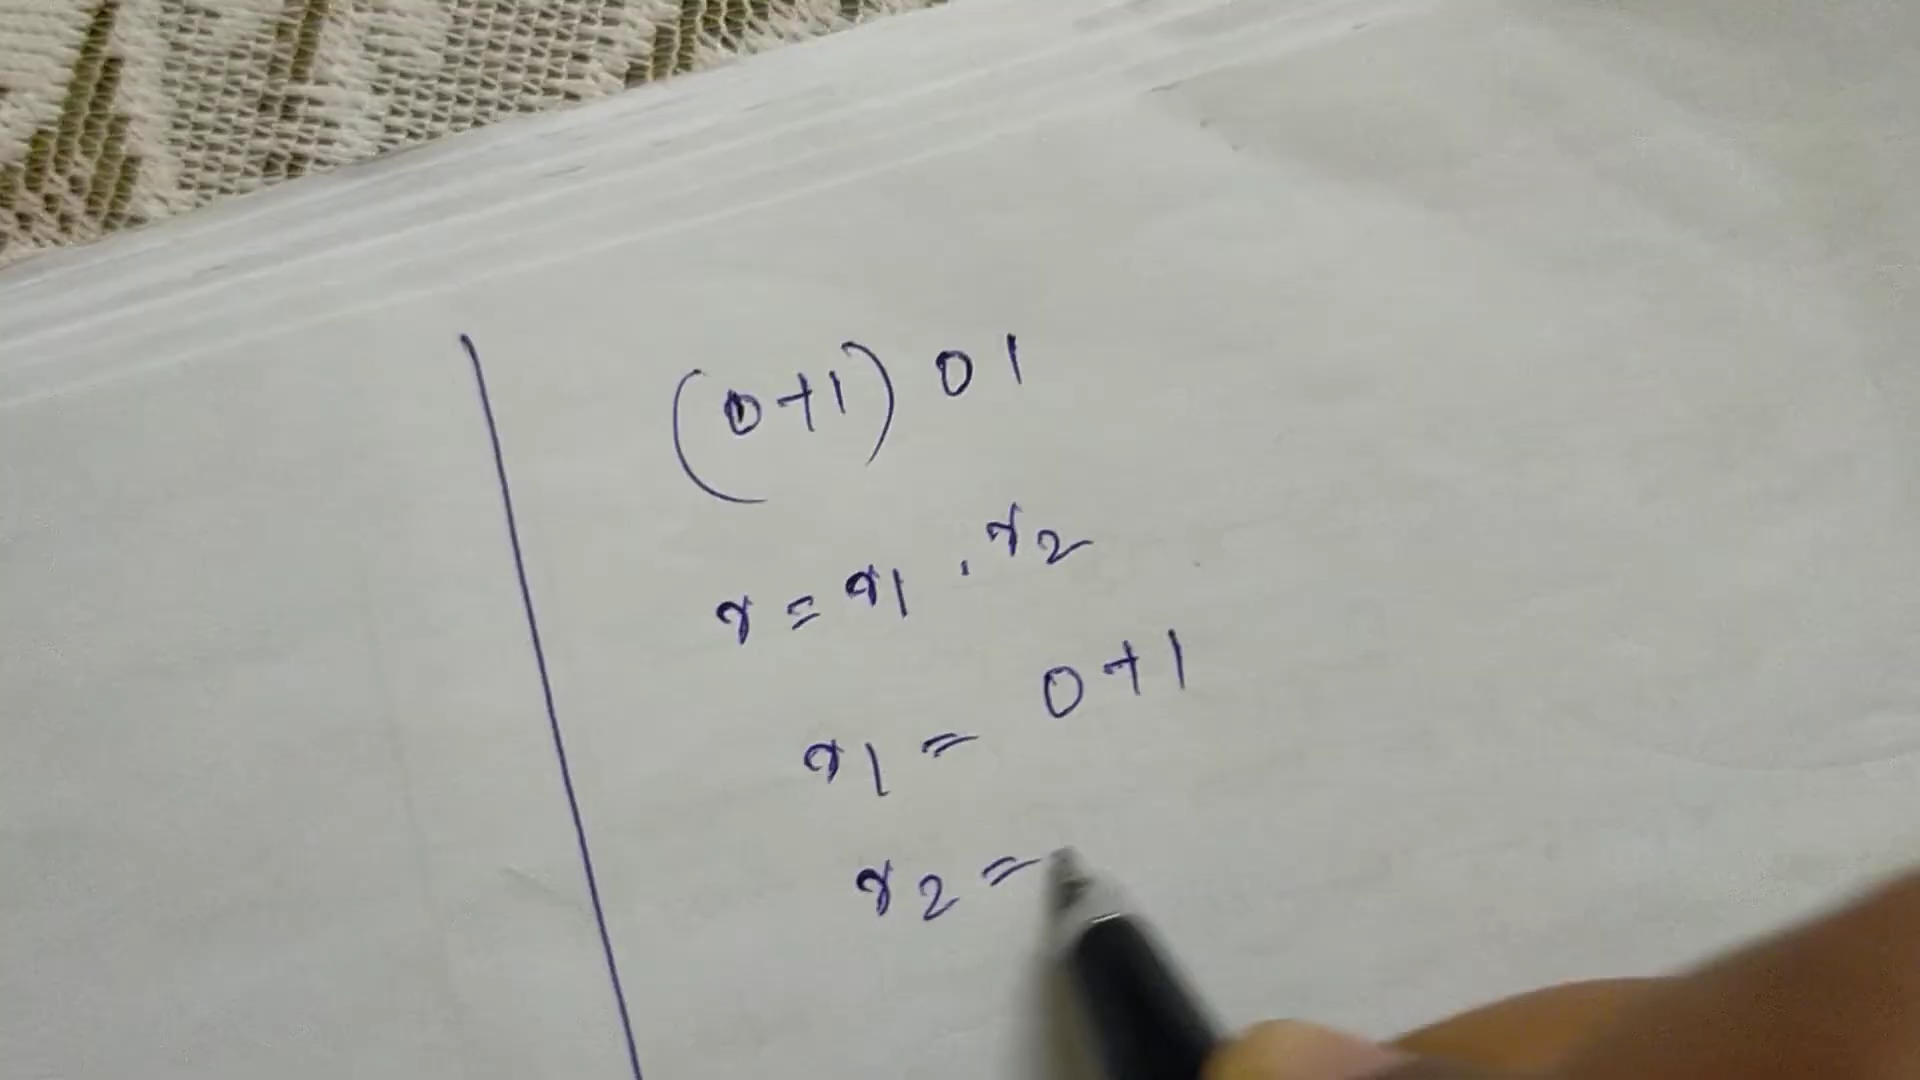 (0+1) 01
r = r1 . r2
r1 = 0+1
r2 =